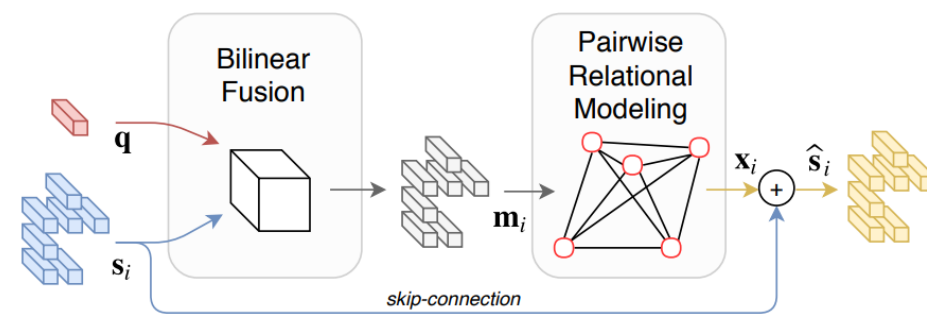 Bilinear
Fusion
Pairwise
Relational
Modeling
q
s_i
m_i
x_i
+
ŝ_i
skip-connection